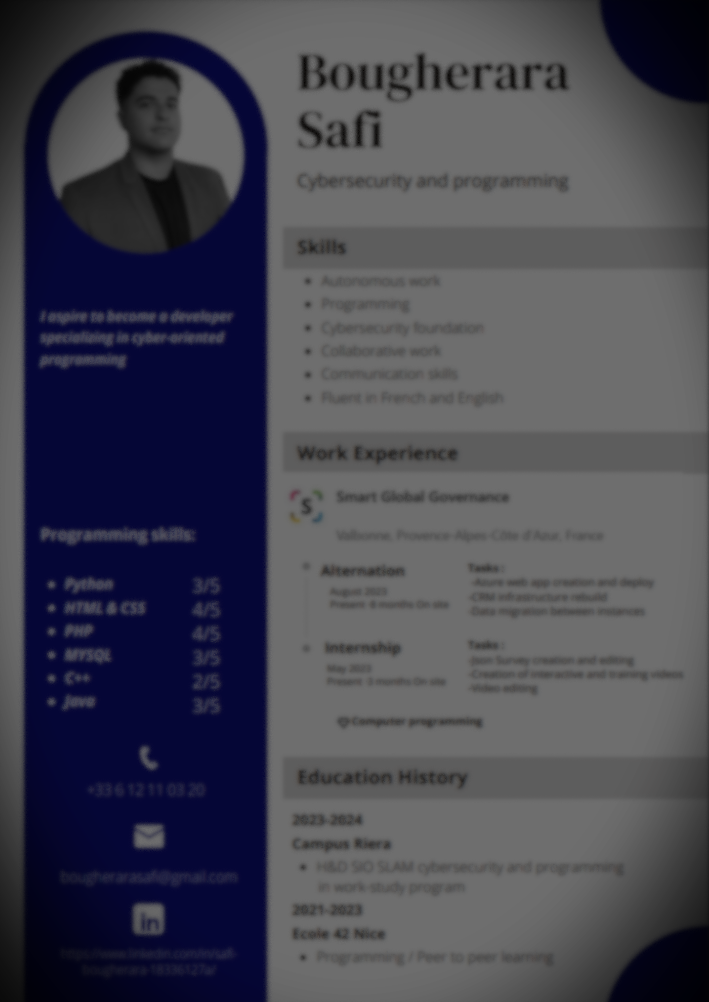 Bougherara
Safi
Cybersecurity and programming
I aspire to become a developer
specializing in cyber-oriented
programming
Programming skills:
Python 3/5
HTML & CSS 4/5
PHP 4/5
MYSQL 3/5
C++ 2/5
Java 3/5
+33 6 12 11 03 20
bougherarasafi@gmail.com
in
https://www.linkedin.com/in/safi-
bougherara-18336127a/
Skills
Autonomous work
Programming
Cybersecurity foundation
Collaborative work
Communication skills
Fluent in French and English
Work Experience
S
Smart Global Governance
Valbonne, Provence-Alpes-Côte d'Azur, France
Alternation
August 2023
Present · 8 months On site
Tasks :
-Azure web app creation and deploy
-CRM infrastructure rebuild
-Data migration between instances
Internship
May 2023
Present · 3 months On site
Tasks :
-Json Survey creation and editing
-Creation of interactive and training videos
-Video editing
Computer programming
Education History
2023-2024
Campus Riera
H&D SIO SLAM cybersecurity and programming
in work-study program
2021-2023
Ecole 42 Nice
Programming / Peer to peer learning